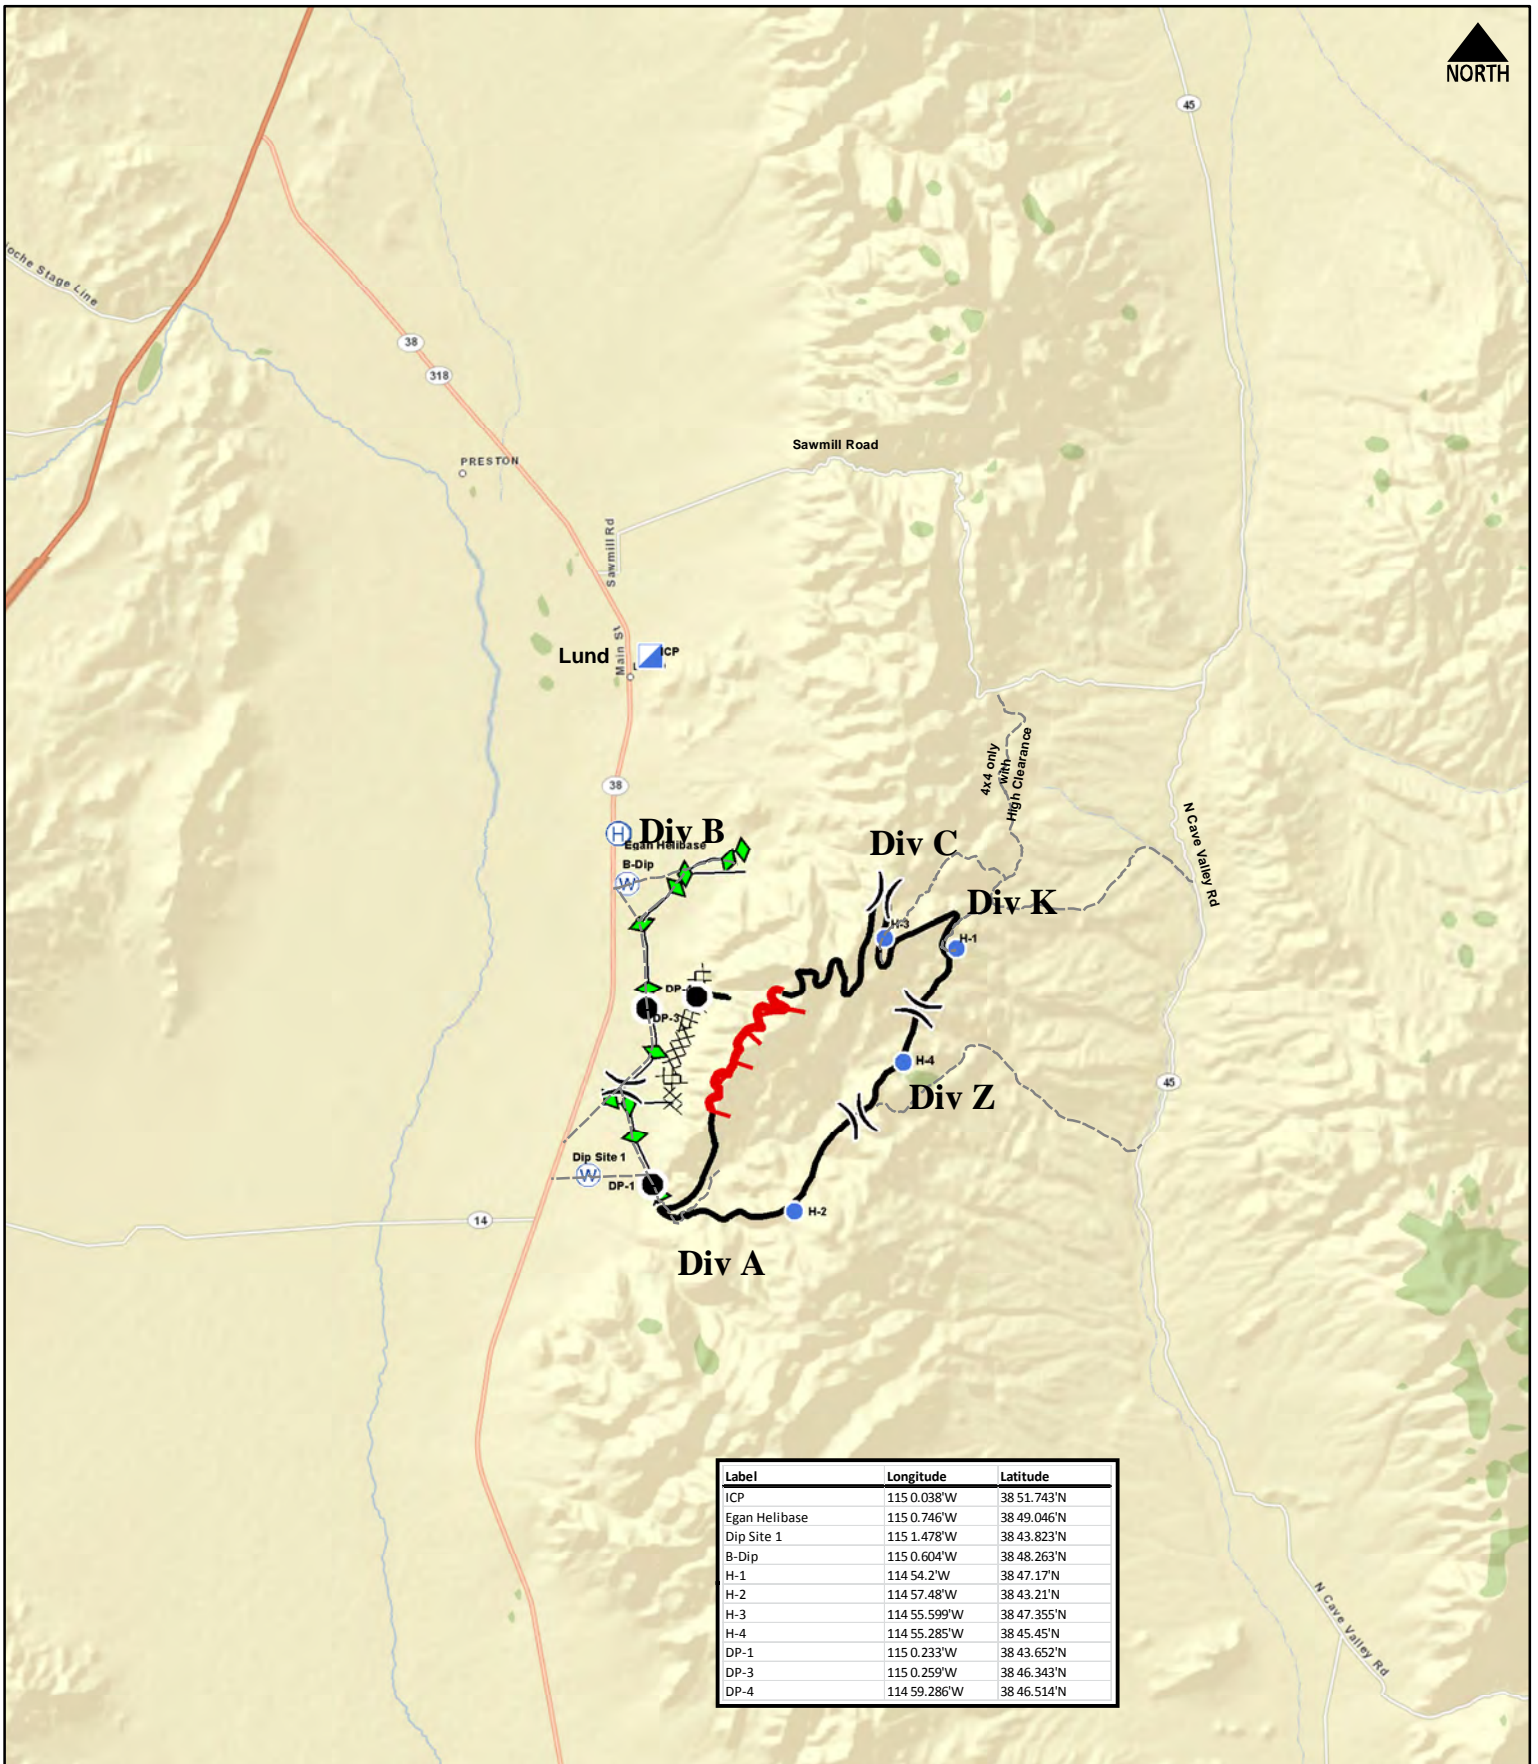 NORTH
45
oche Stage Line
38
318
Sawmill Road
PRESTON
Sawmill Rd
Main St
Lund
ICP
4x4 only
with
High Clearance
38
H
Div B
Egan Helibase
B-Dip
W
Div C
N Cave Valley Rd
Div K
H-3
H-1
DP-
DP-3
H-4
45
Div Z
Dip Site 1
W
DP-1
H-2
14
Div A
Label Longitude Latitude
ICP 115 0.038'W 38 51.743'N
Egan Helibase 115 0.746'W 38 49.046'N
Dip Site 1 115 1.478'W 38 43.823'N
B-Dip 115 0.604'W 38 48.263'N
H-1 114 54.2'W 38 47.17'N
H-2 114 57.48'W 38 43.21'N
H-3 114 55.599'W 38 47.355'N
H-4 114 55.285'W 38 45.45'N
DP-1 115 0.233'W 38 43.652'N
DP-3 115 0.259'W 38 46.343'N
DP-4 114 59.286'W 38 46.514'N
N Cave Valley Rd